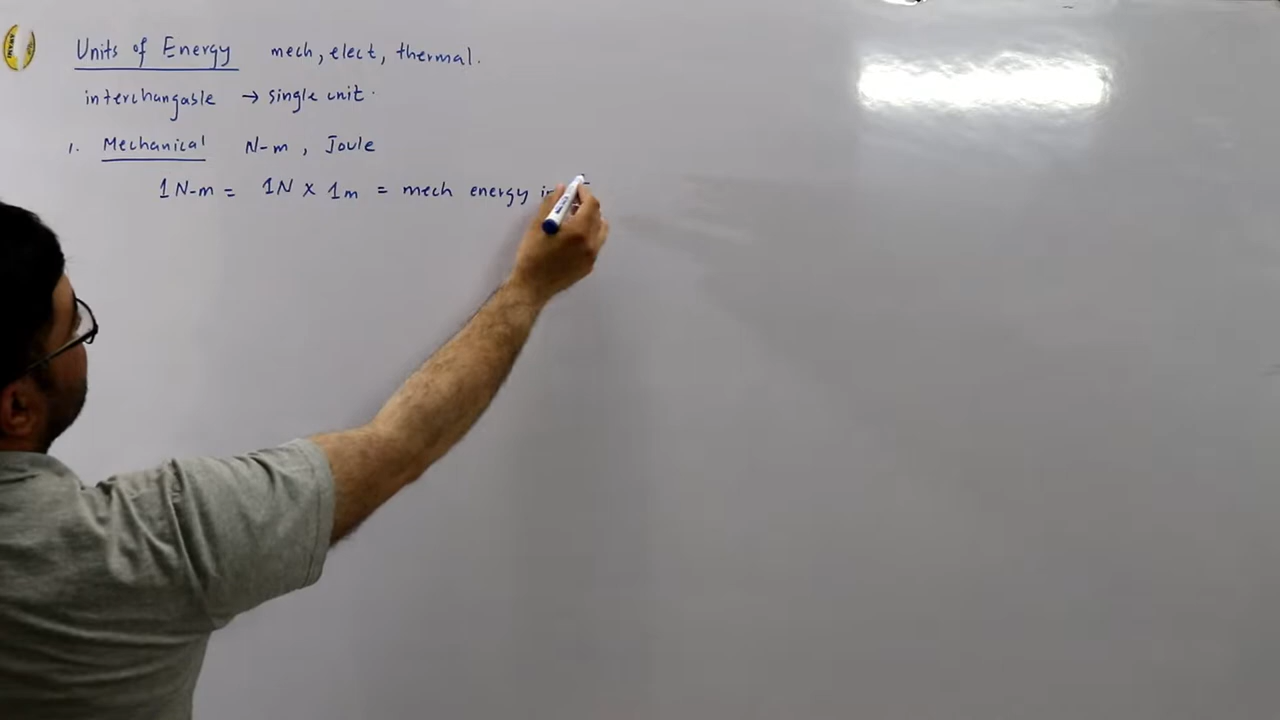 Units of Energy mech, elect, thermal.
interchangable → single unit.
1. Mechanical N-m, Joule
1 N-m = 1N X 1m = mech energy